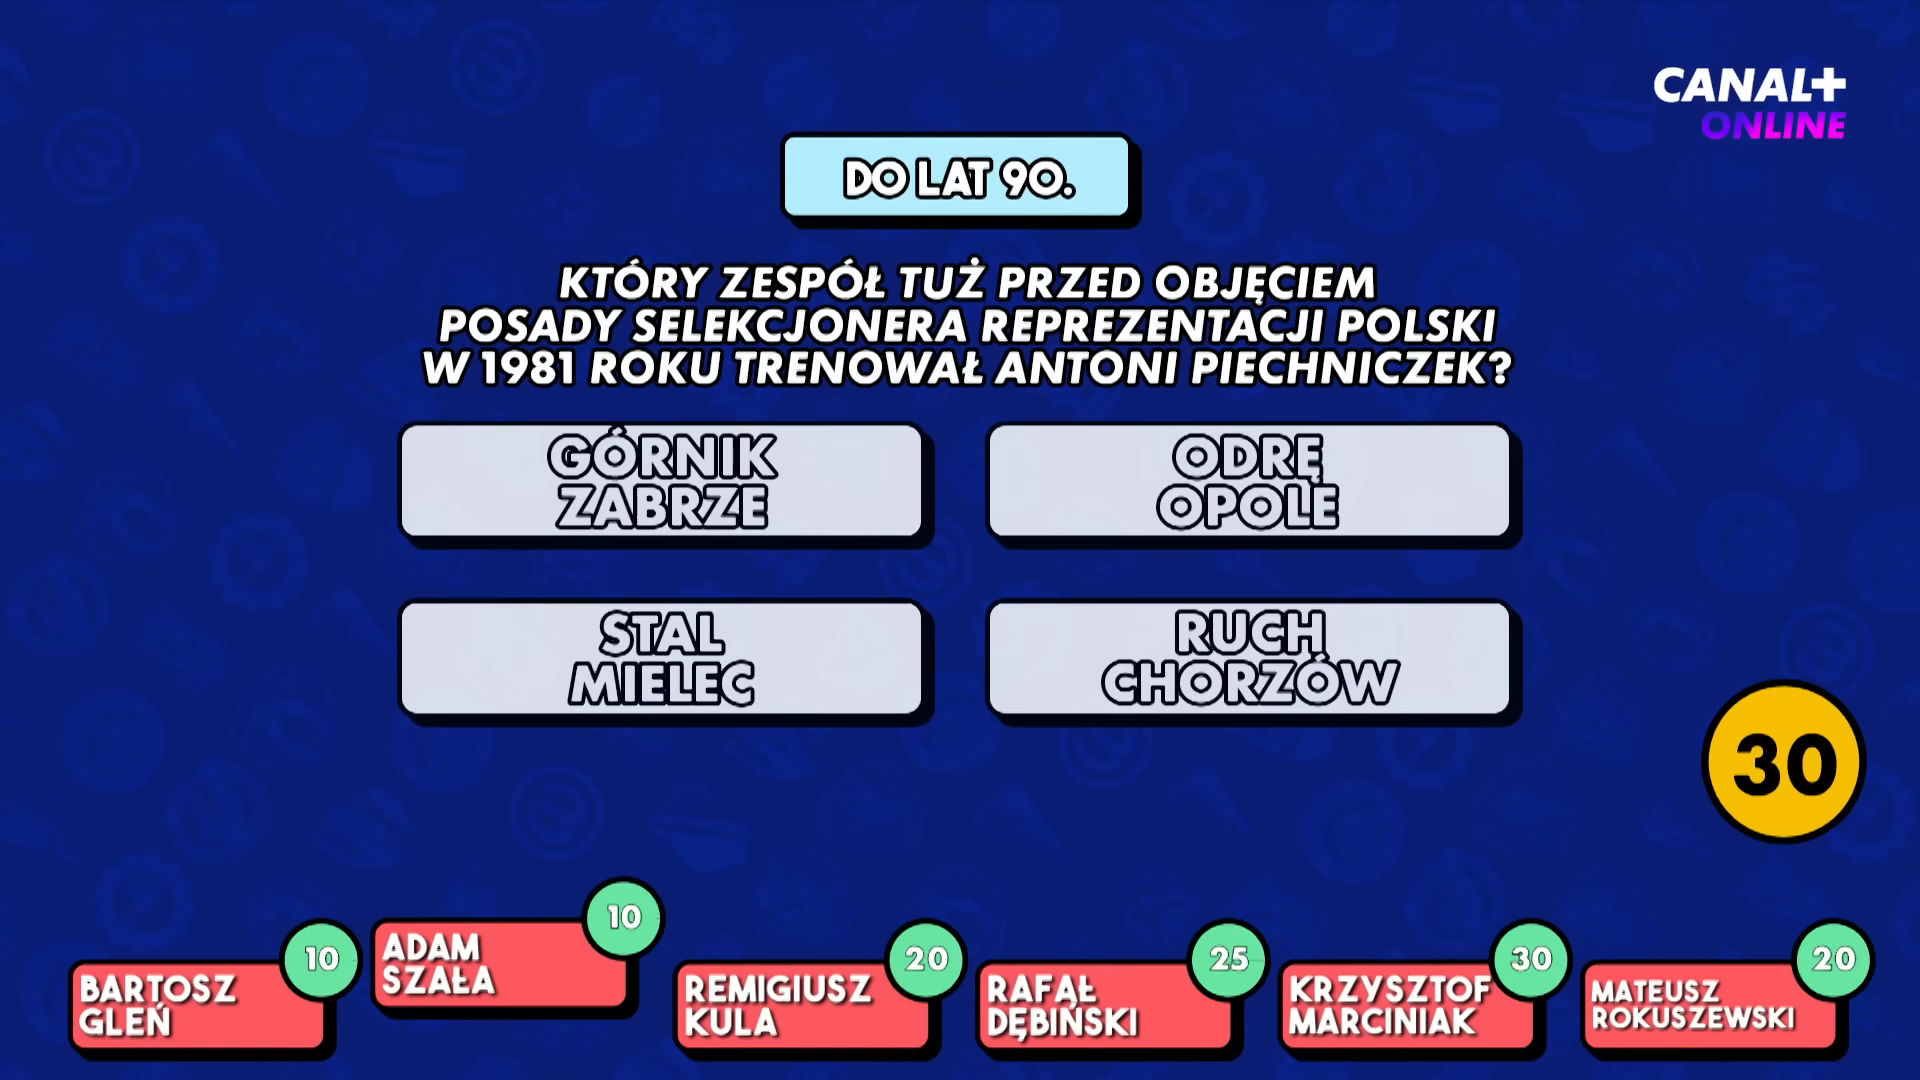 CANAL+
ONLINE
DO LAT 90.
KTÓRY ZESPÓŁ TUŻ PRZED OBJĘCIEM
POSADY SELEKCJONERA REPREZENTACJI POLSKI
W 1981 ROKU TRENOWAŁ ANTONI PIECHNICZEK?
GÓRNIK
ZABRZE
ODRĘ
OPOLE
STAL
MIELEC
RUCH
CHORZÓW
30
BARTOSZ
GLEŃ
10
ADAM
SZAŁA
10
REMIGIUSZ
KULA
20
RAFAŁ
DĘBIŃSKI
25
KRZYSZTOF
MARCINIAK
30
MATEUSZ
ROKUSZEWSKI
20